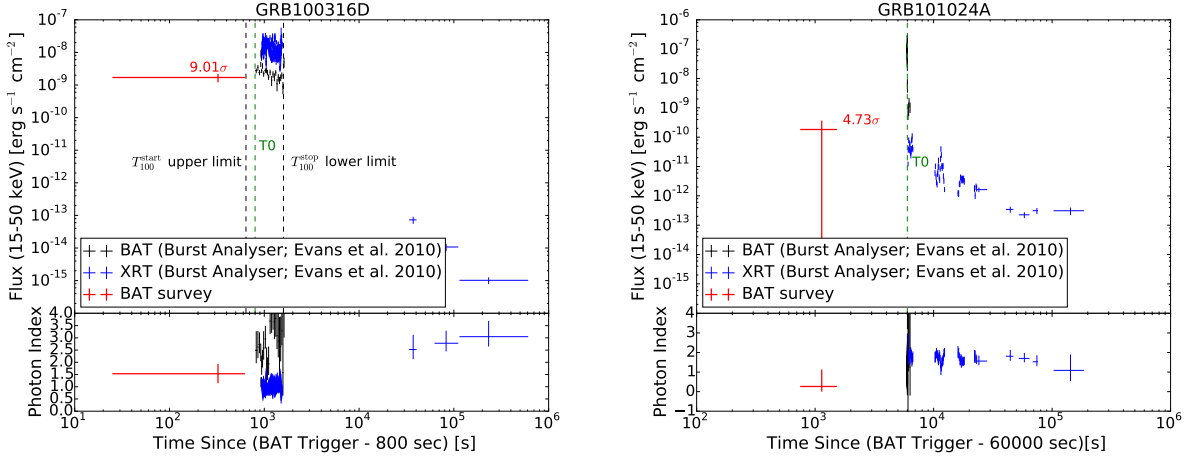 GRB100316D
Flux (15-50 keV) [erg s⁻¹ cm⁻²]
10⁻⁷
10⁻⁸
10⁻⁹
10⁻¹⁰
10⁻¹¹
10⁻¹²
10⁻¹³
10⁻¹⁴
10⁻¹⁵
9.01σ
T0
T₁₀₀^start upper limit
T₁₀₀^stop lower limit
BAT (Burst Analyser; Evans et al. 2010)
XRT (Burst Analyser; Evans et al. 2010)
BAT survey
Photon Index
4.0
3.5
3.0
2.5
2.0
1.5
1.0
0.5
0.0
10¹ 10² 10³ 10⁴ 10⁵ 10⁶
Time Since (BAT Trigger - 800 sec) [s]
GRB101024A
Flux (15-50 keV) [erg s⁻¹ cm⁻²]
10⁻⁶
10⁻⁷
10⁻⁸
10⁻⁹
10⁻¹⁰
10⁻¹¹
10⁻¹²
10⁻¹³
10⁻¹⁴
10⁻¹⁵
4.73σ
T0
BAT (Burst Analyser; Evans et al. 2010)
XRT (Burst Analyser; Evans et al. 2010)
BAT survey
Photon Index
4
3
2
1
0
−1
10² 10³ 10⁴ 10⁵ 10⁶
Time Since (BAT Trigger - 60000 sec)[s]